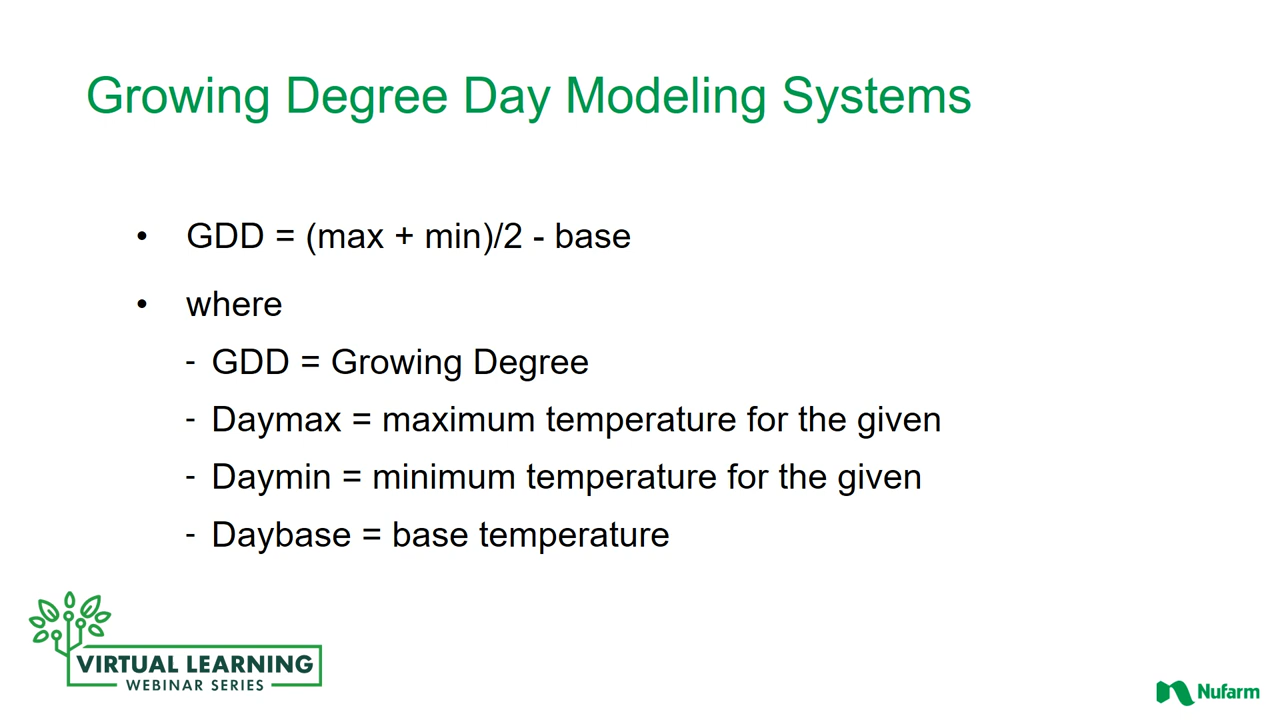 Growing Degree Day Modeling Systems
• GDD = (max + min)/2 - base
• where
- GDD = Growing Degree
- Daymax = maximum temperature for the given
- Daymin = minimum temperature for the given
- Daybase = base temperature
VIRTUAL LEARNING
WEBINAR SERIES
Nufarm